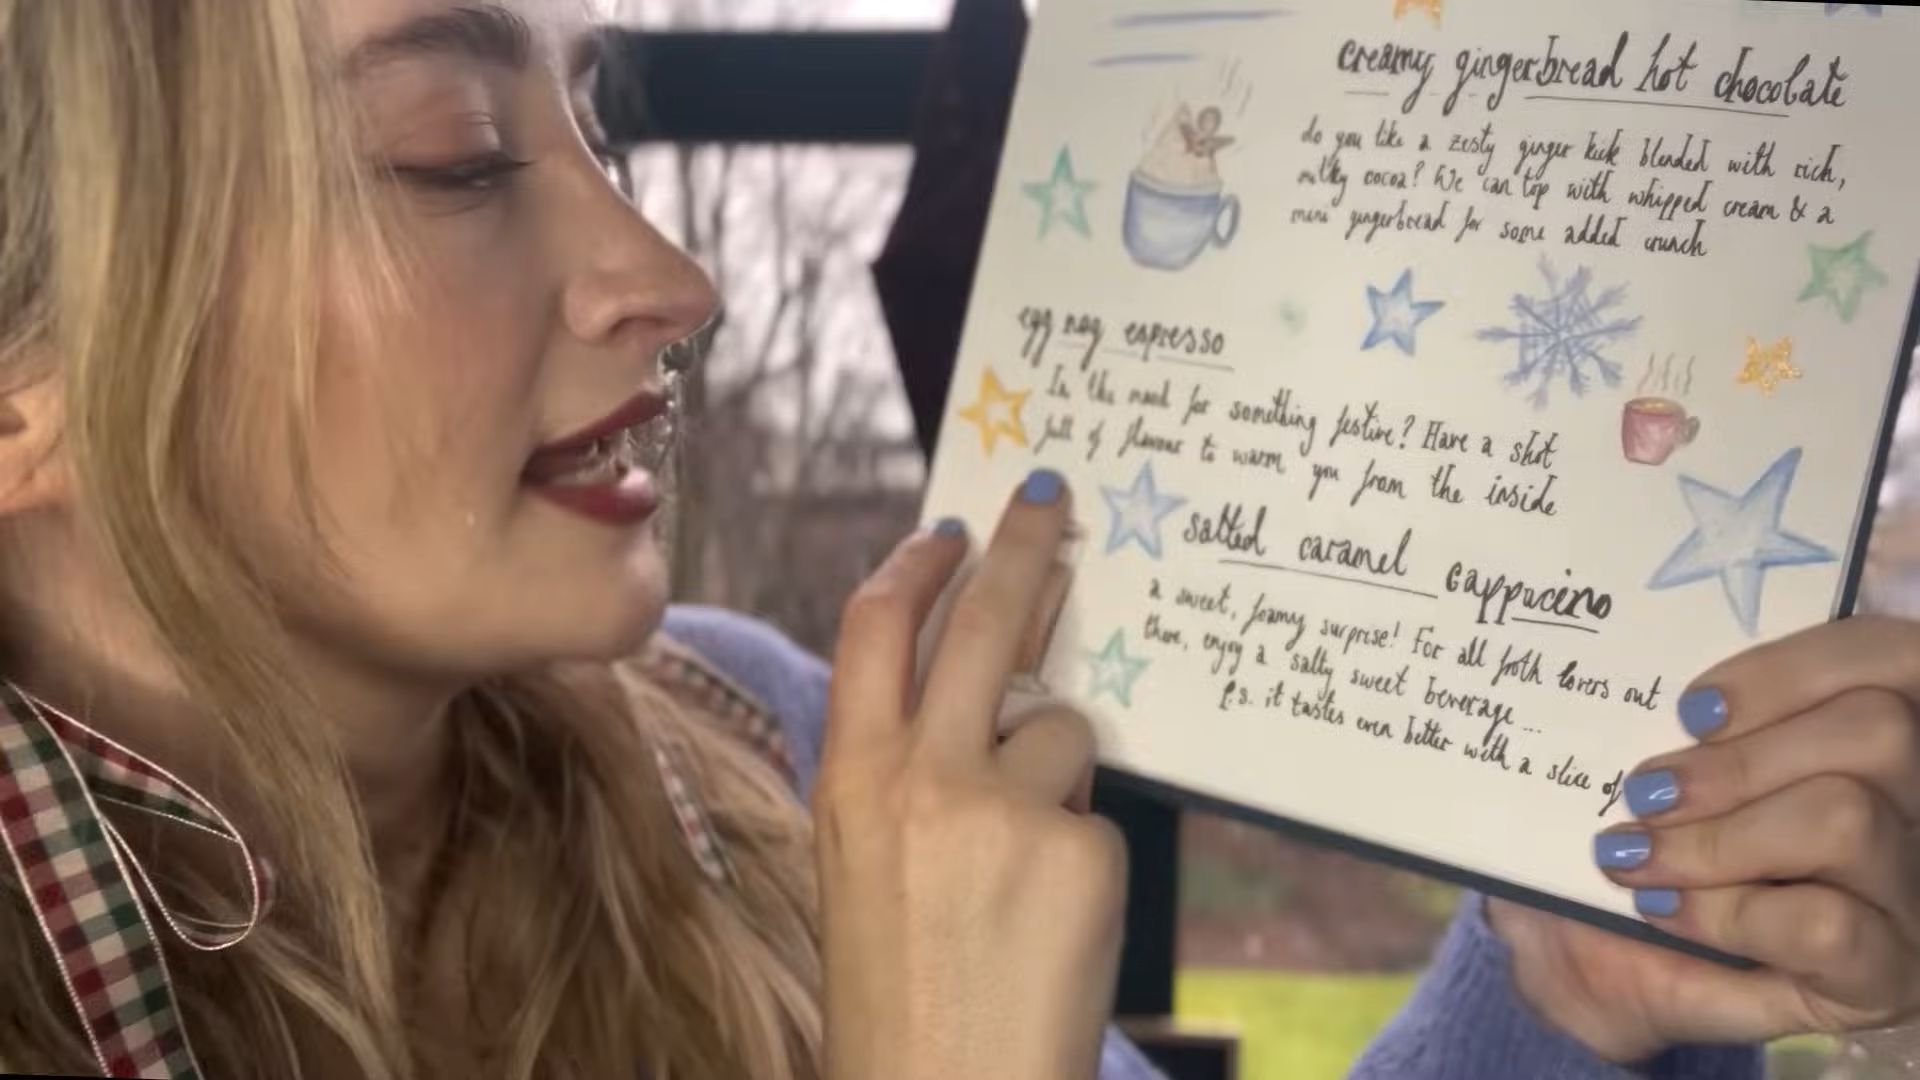 creamy gingerbread hot chocolate
do you like a zesty ginger kick blended with rich,
milky cocoa? We can top with whipped cream & a
mini gingerbread for some added crunch
egg nog espresso
In the mood for something festive? Have a shot
full of flavour to warm you from the inside
salted caramel cappucino
a sweet, foamy surprise! For all froth lovers out
there, enjoy a salty sweet beverage...
P.s. it tastes even better with a slice of